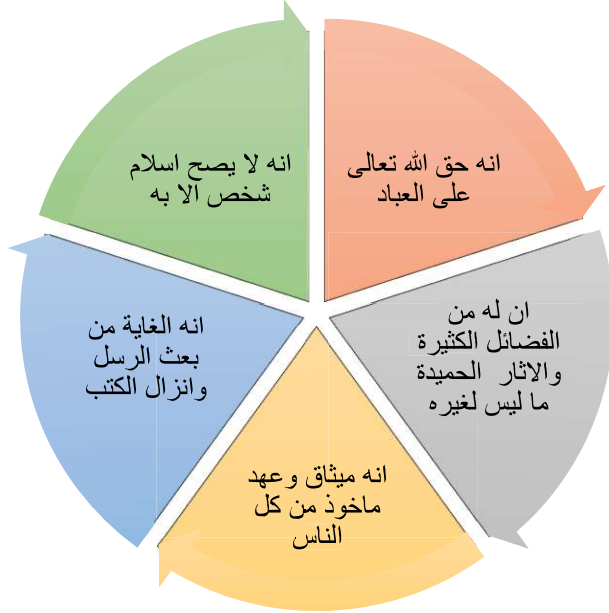 انه حق الله تعالى
على العباد
ان له من
الفضائل الكثيرة
والاثار الحميدة
ما ليس لغيره
انه ميثاق وعهد
ماخوذ من كل
الناس
انه الغاية من
بعث الرسل
وانزال الكتب
انه لا يصح اسلام
شخص الا به